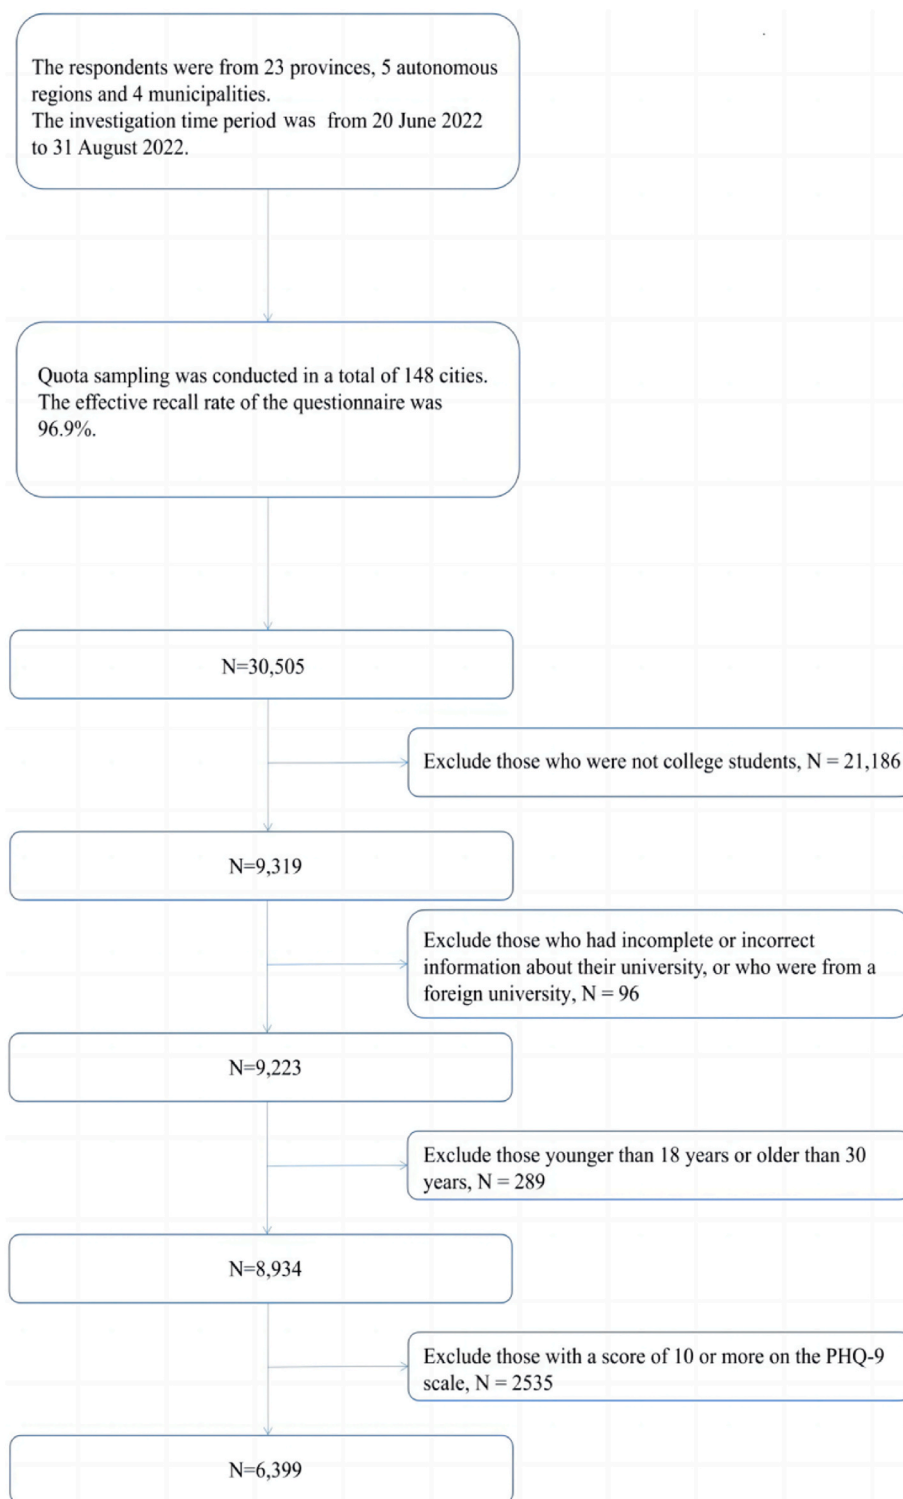 The respondents were from 23 provinces, 5 autonomous
regions and 4 municipalities.
The investigation time period was from 20 June 2022
to 31 August 2022.
Quota sampling was conducted in a total of 148 cities.
The effective recall rate of the questionnaire was
96.9%.
N=30,505
Exclude those who were not college students, N = 21,186
N=9,319
Exclude those who had incomplete or incorrect
information about their university, or who were from a
foreign university, N = 96
N=9,223
Exclude those younger than 18 years or older than 30
years, N = 289
N=8,934
Exclude those with a score of 10 or more on the PHQ-9
scale, N = 2535
N=6,399